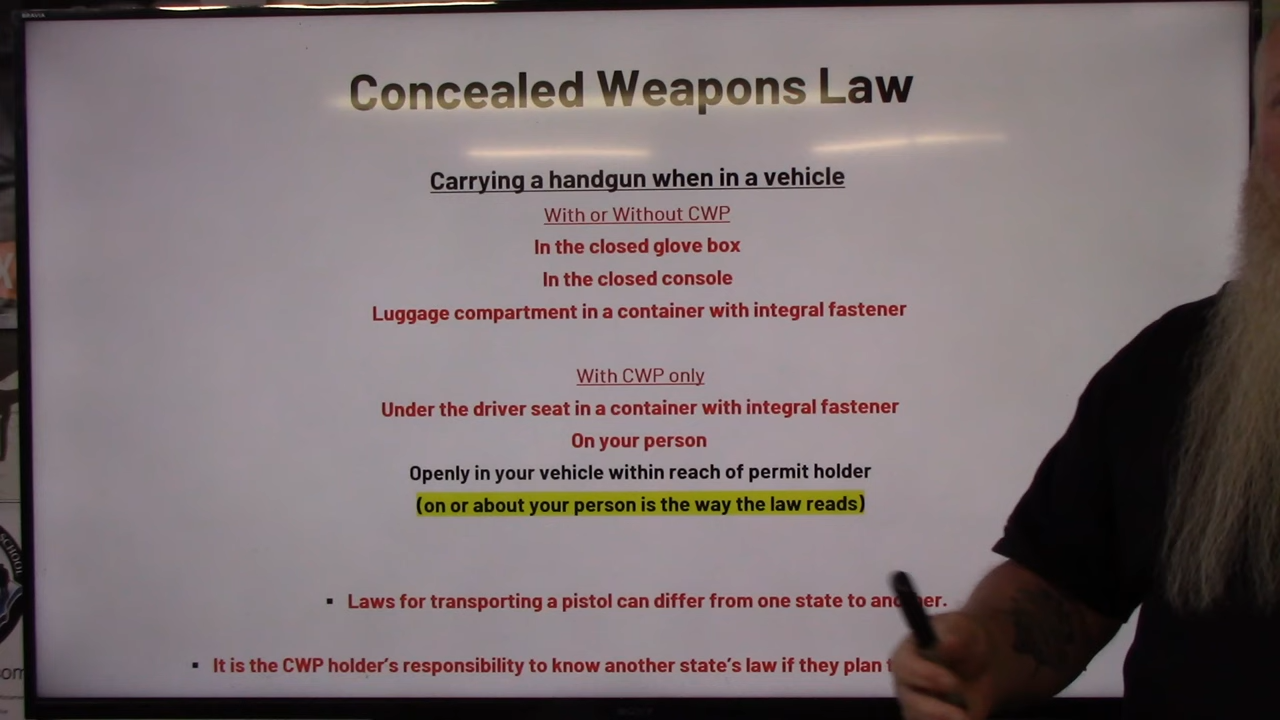 BRAVIA
Concealed Weapons Law
Carrying a handgun when in a vehicle
With or Without CWP
In the closed glove box
In the closed console
Luggage compartment in a container with integral fastener
With CWP only
Under the driver seat in a container with integral fastener
On your person
Openly in your vehicle within reach of permit holder
(on or about your person is the way the law reads)
▪ Laws for transporting a pistol can differ from one state to another.
▪ It is the CWP holder's responsibility to know another state's law if they plan
SCHOOL